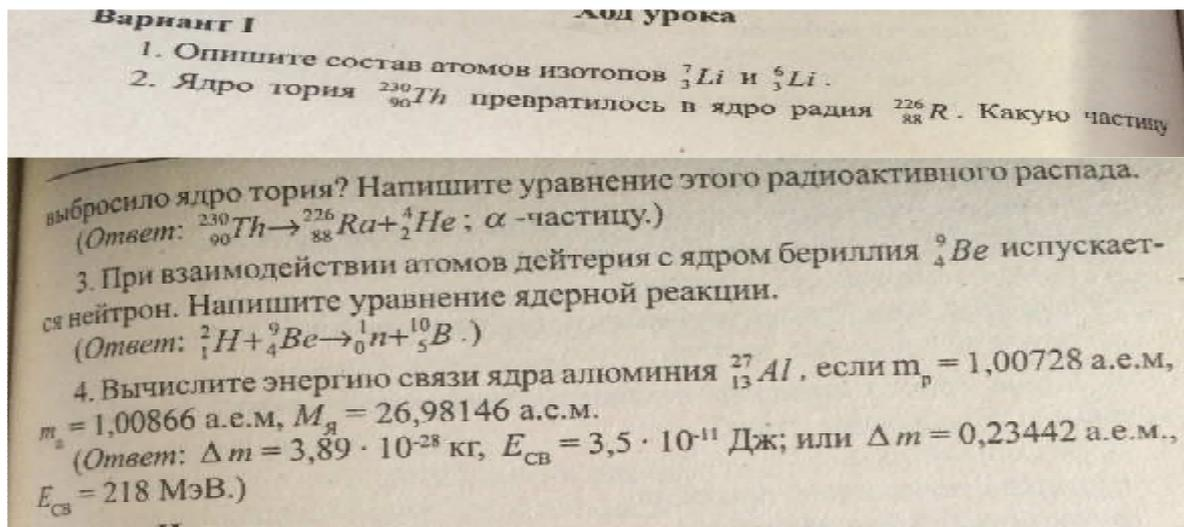 Вариант I
Ход урока
1. Опишите состав атомов изотопов ⁷₃Li и ⁶₃Li.
2. Ядро тория ²³⁰₉₀Th превратилось в ядро радия ²²⁶₈₈R. Какую частицу
выбросило ядро тория? Напишите уравнение этого радиоактивного распада.
(Ответ: ²³⁰₉₀Th→²²⁶₈₈Ra+⁴₂He; α-частицу.)
3. При взаимодействии атомов дейтерия с ядром бериллия ⁹₄Be испускает-
ся нейтрон. Напишите уравнение ядерной реакции.
(Ответ: ²₁H+⁹₄Be→¹₀n+¹⁰₅B.)
4. Вычислите энергию связи ядра алюминия ²⁷₁₃Al, если mₚ = 1,00728 а.е.м,
mₙ = 1,00866 а.е.м, Mя = 26,98146 а.е.м.
(Ответ: Δm = 3,89 · 10⁻²⁸ кг, Eсв = 3,5 · 10⁻¹¹ Дж; или Δm = 0,23442 а.е.м.,
Eсв = 218 МэВ.)